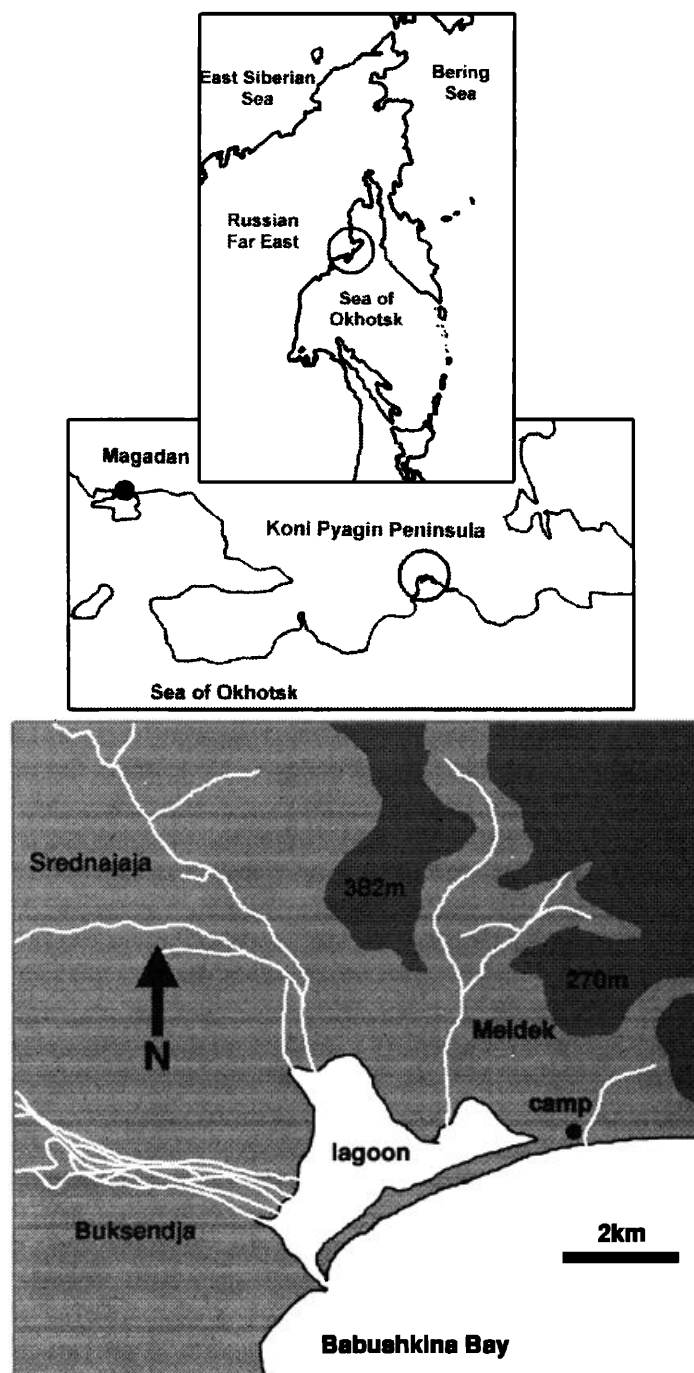 East Siberian
Sea
Bering
Sea
Russian
Far East
Sea of
Okhotsk
Magadan
Koni Pyagin Peninsula
Sea of Okhotsk
Srednajaja
382m
270m
N
Meldek
camp
lagoon
Buksendja
2km
Babushkina Bay